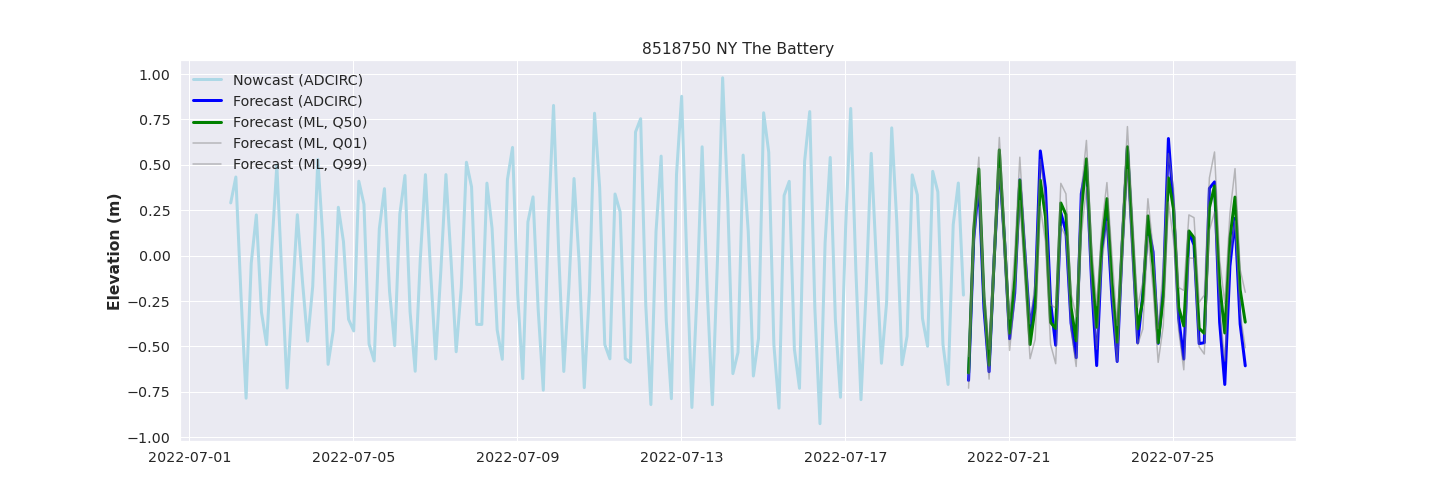 8518750 NY The Battery
Elevation (m)
1.00
0.75
0.50
0.25
0.00
−0.25
−0.50
−0.75
−1.00
Nowcast (ADCIRC)
Forecast (ADCIRC)
Forecast (ML, Q50)
Forecast (ML, Q01)
Forecast (ML, Q99)
2022-07-01 2022-07-05 2022-07-09 2022-07-13 2022-07-17 2022-07-21 2022-07-25